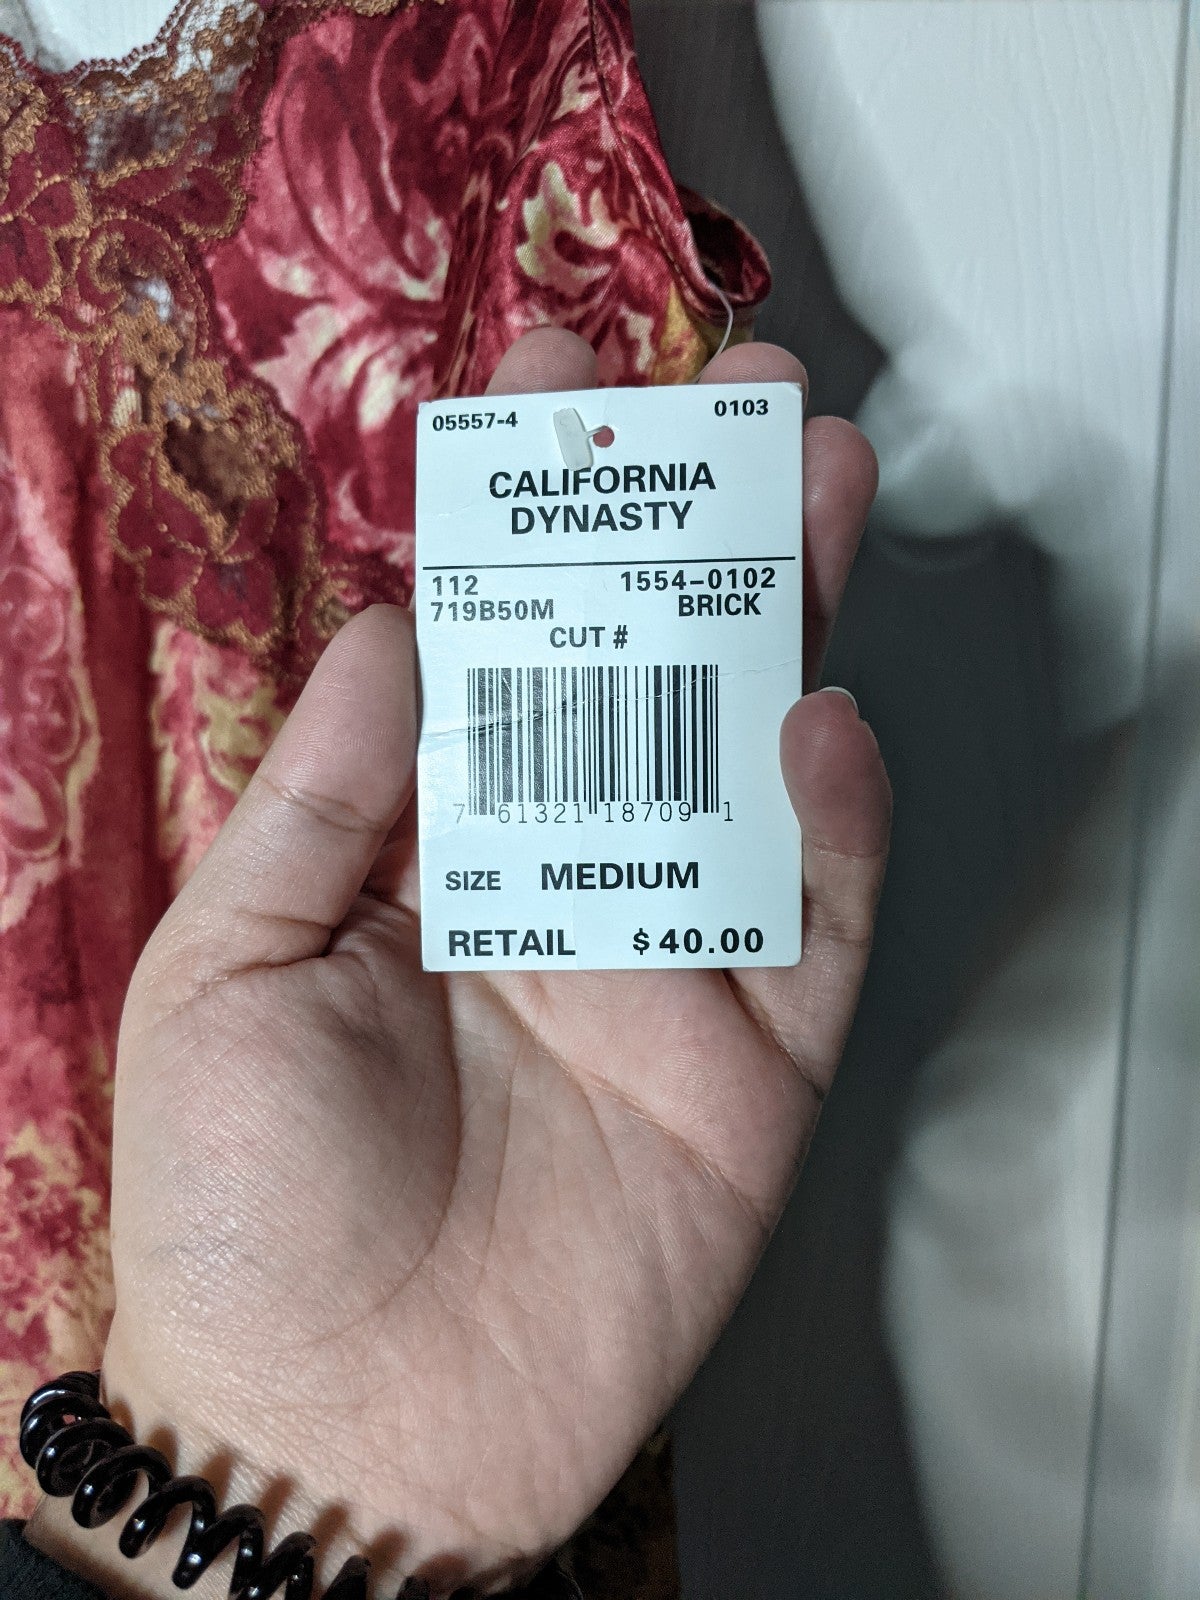 05557-4 0103
CALIFORNIA
DYNASTY
112 1554-0102
719B50M BRICK
CUT #
7 61321 18709 1
SIZE MEDIUM
RETAIL $40.00